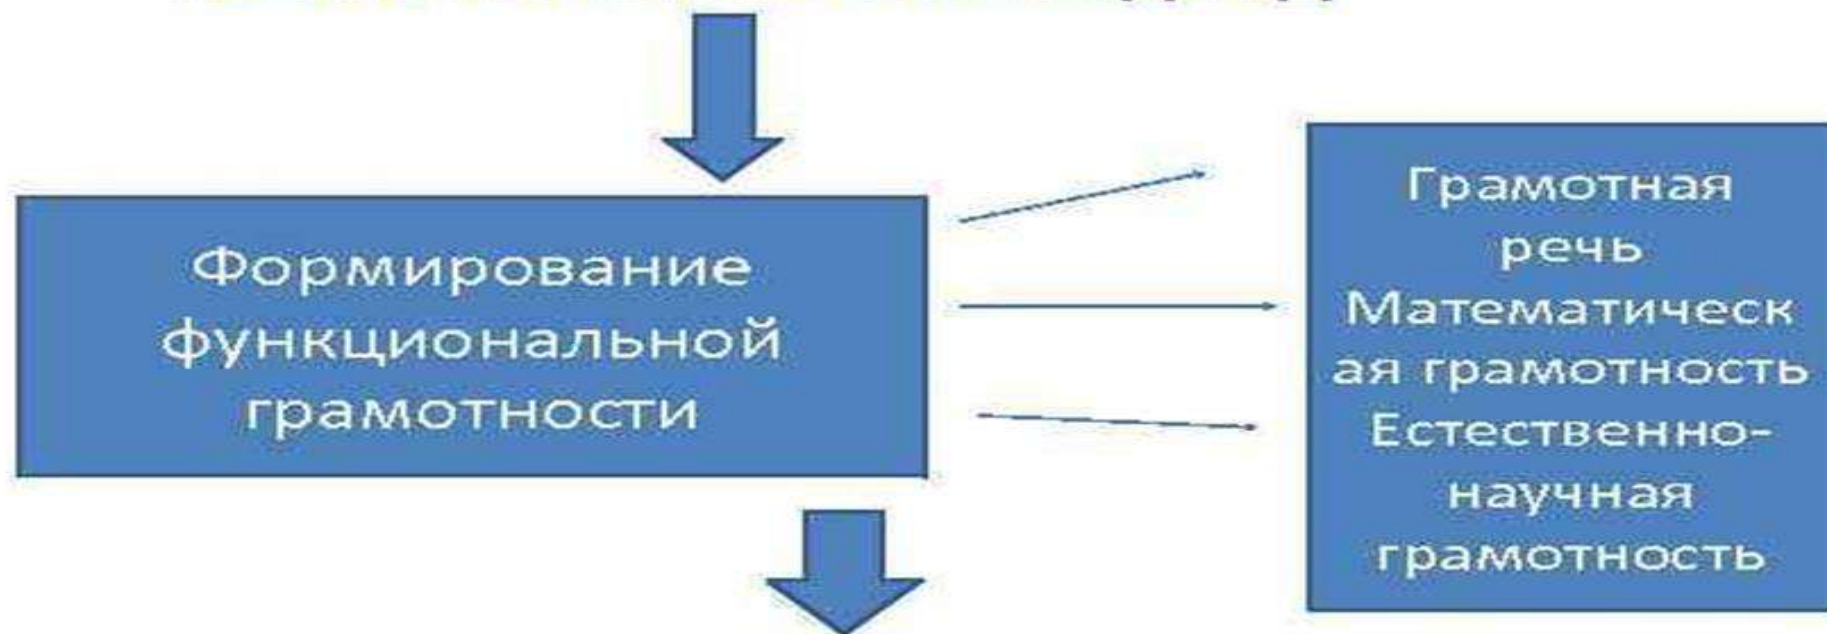 Формирование
функциональной
грамотности
Грамотная
речь
Математическ
ая грамотность
Естественно-
научная
грамотность